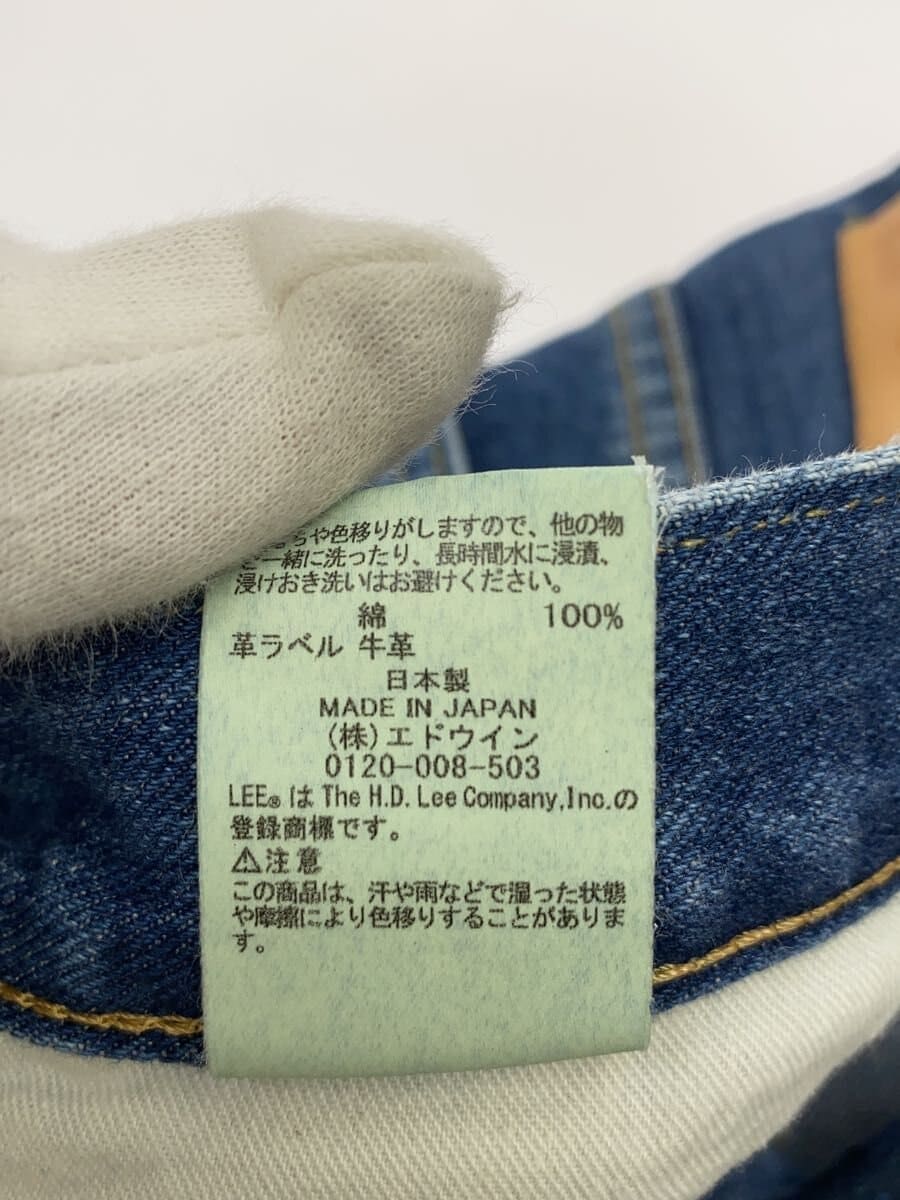 や色移りがしますので、他の物
一緒に洗ったり、長時間水に浸漬、
浸けおき洗いはお避けください。
綿 100%
革ラベル 牛革
日本製
MADE IN JAPAN
(株)エドウイン
0120-008-503
LEE® は The H.D. Lee Company,Inc.の
登録商標です。
⚠注意
この商品は、汗や雨などで湿った状態
や摩擦により色移りすることがありま
す。